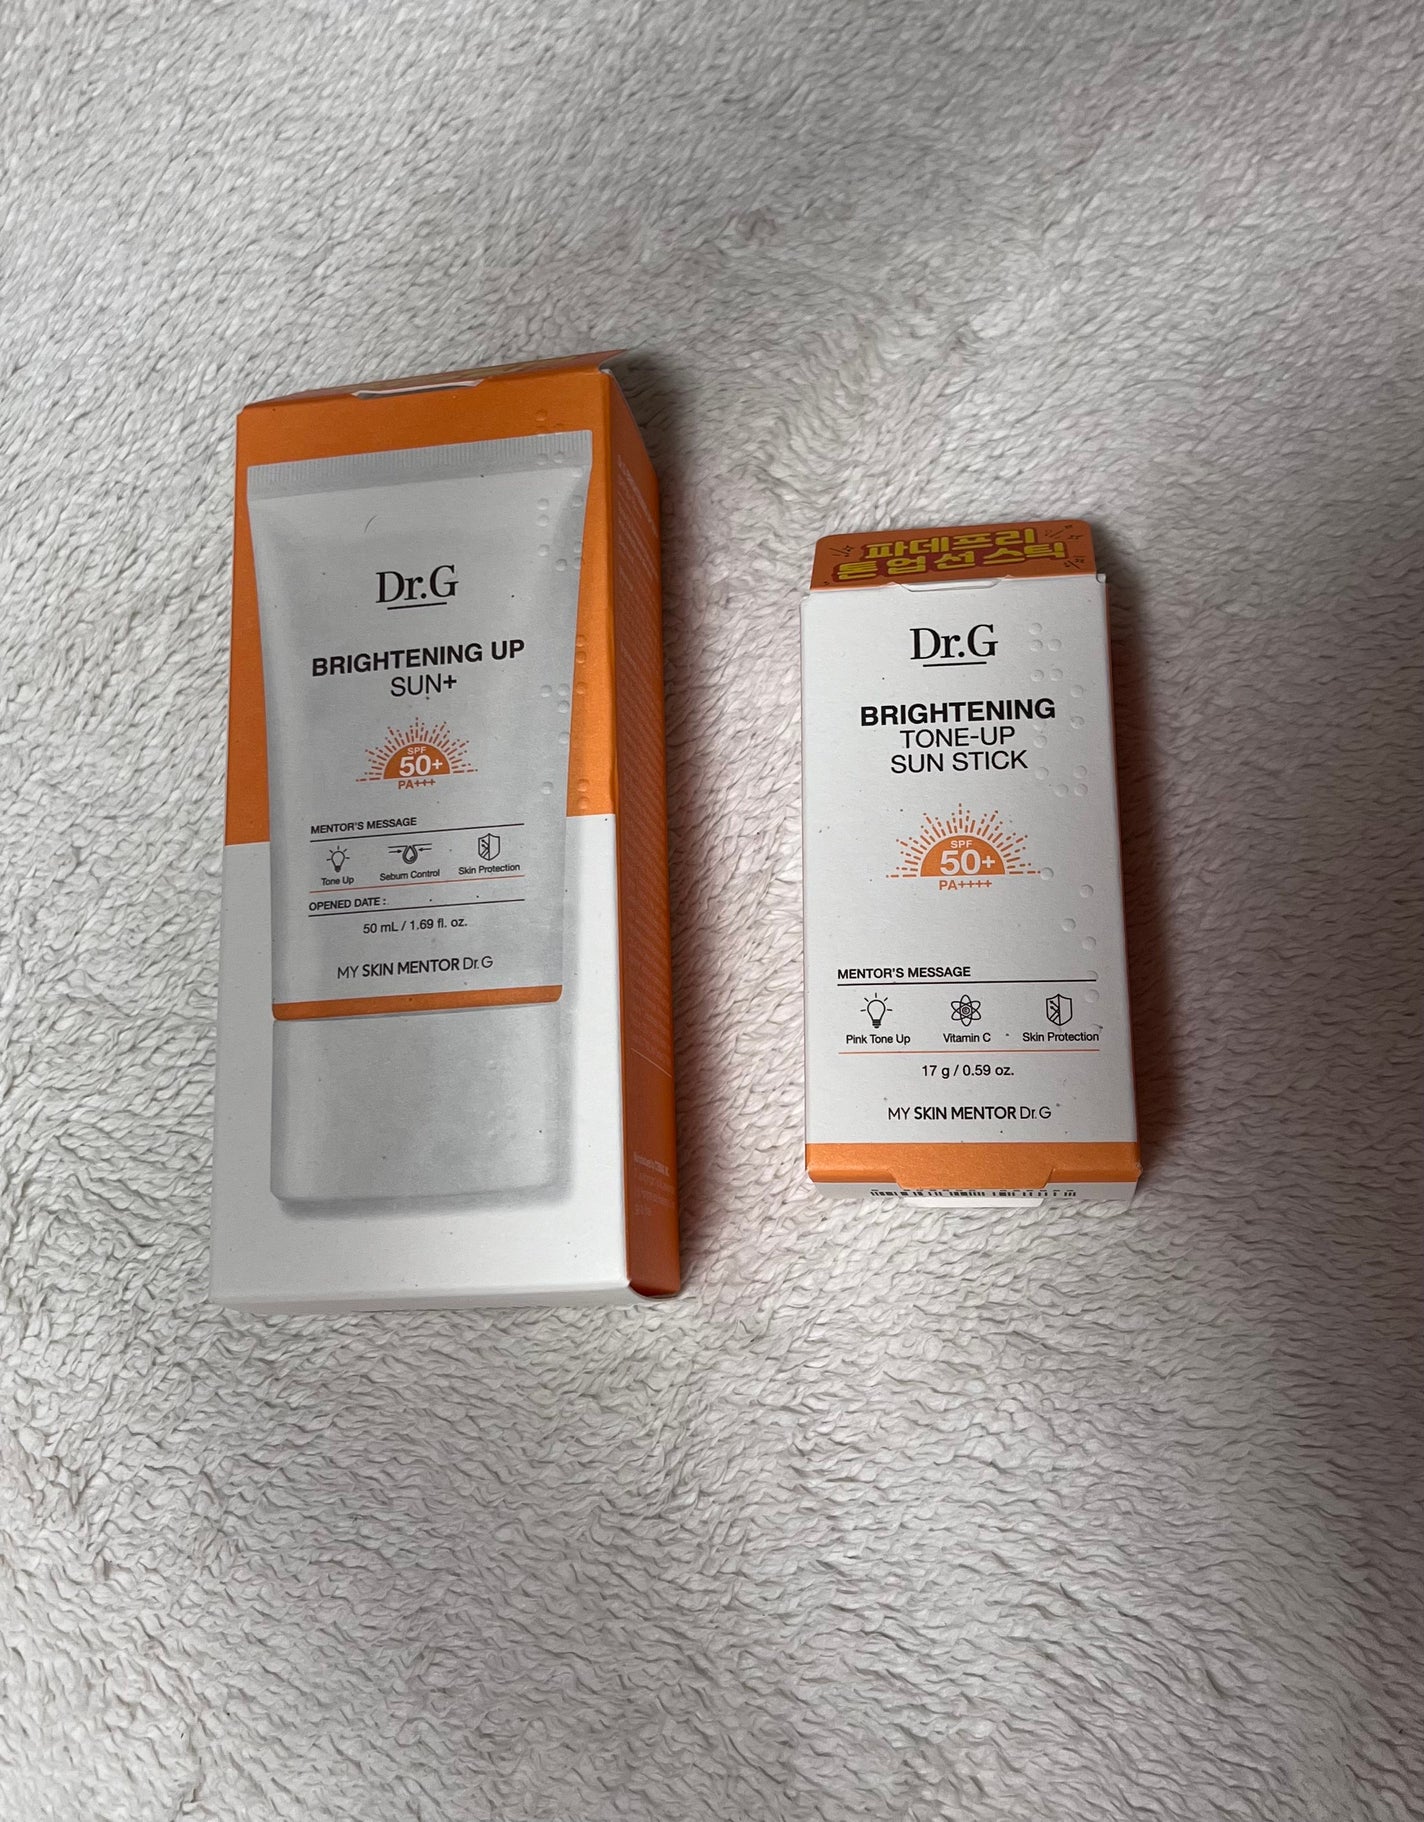 Dr.G
BRIGHTENING UP
SUN+
SPF
50+
PA+++
MENTOR'S MESSAGE
Tone Up Sebum Control Skin Protection
OPENED DATE :
50 mL / 1.69 fl. oz.
MY SKIN MENTOR Dr.G
파데프리
톤업선스틱
Dr.G
BRIGHTENING
TONE-UP
SUN STICK
SPF
50+
PA++++
MENTOR'S MESSAGE
Pink Tone Up Vitamin C Skin Protection
17 g / 0.59 oz.
MY SKIN MENTOR Dr.G